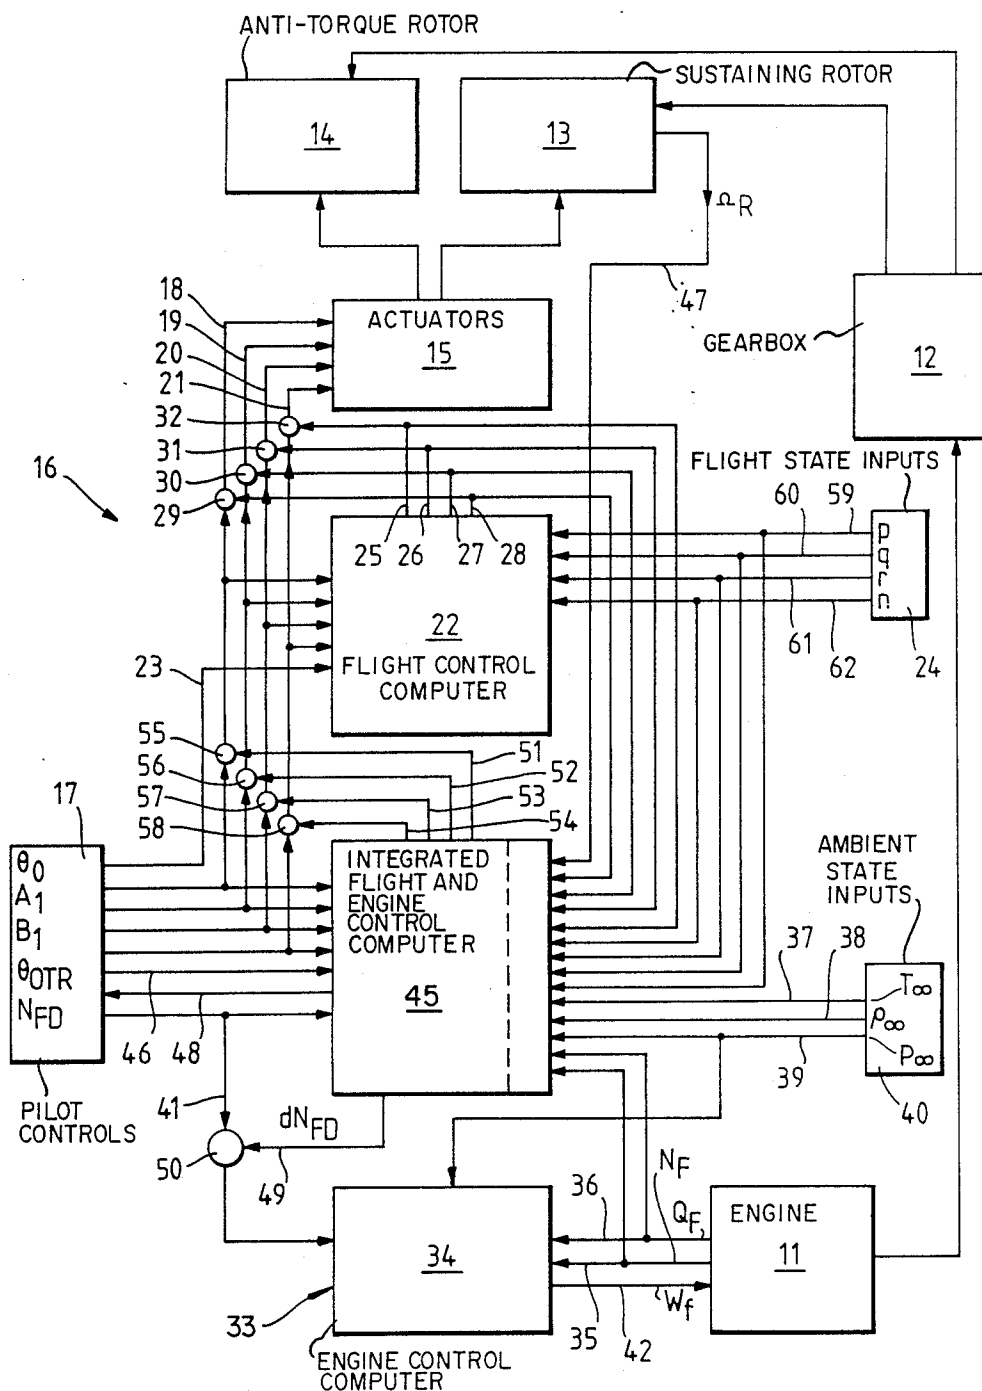 ANTI-TORQUE ROTOR
SUSTAINING ROTOR
14
13
ΩR
47
18
19
20
21
32
31
30
29
16
ACTUATORS
15
GEARBOX
12
FLIGHT STATE INPUTS
60
59
p
q
r
n
61
62
24
25
26
27
28
22
FLIGHT CONTROL
COMPUTER
23
55
56
57
58
51
52
53
54
17
θ0
A1
B1
θOTR
NFD
PILOT
CONTROLS
46
48
41
INTEGRATED
FLIGHT AND
ENGINE
CONTROL
COMPUTER
45
AMBIENT
STATE
INPUTS
37
38
T∞
ρ∞
P∞
39
40
dNFD
50
49
36
QF
NF
ENGINE
11
34
33
35
42
Wf
ENGINE CONTROL
COMPUTER